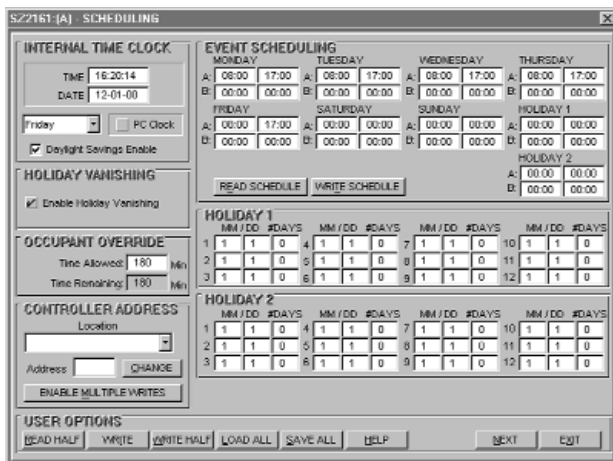 SZ2161:(A) - SCHEDULING
INTERNAL TIME CLOCK
TIME 16:20:14
DATE 12-01-00
Friday PC Clock
Daylight Savings Enable
HOLIDAY VANISHING
Enable Holiday Vanishing
OCCUPANT OVERRIDE
Time Allowed: 180 Min
Time Remaining: 180 Min
CONTROLLER ADDRESS
Location
Address CHANGE
ENABLE MULTIPLE WRITES
EVENT SCHEDULING
MONDAY TUESDAY WEDNESDAY THURSDAY
A: 08:00 17:00 A: 08:00 17:00 A: 08:00 17:00 A: 08:00 17:00
B: 00:00 00:00 B: 00:00 00:00 B: 00:00 00:00 B: 00:00 00:00
FRIDAY SATURDAY SUNDAY HOLIDAY 1
A: 00:00 17:00 A: 00:00 00:00 A: 00:00 00:00 A: 00:00 00:00
B: 00:00 00:00 B: 00:00 00:00 B: 00:00 00:00 B: 00:00 00:00
HOLIDAY 2
A: 00:00 00:00
B: 00:00 00:00
READ SCHEDULE WRITE SCHEDULE
HOLIDAY 1
MM / DD #DAYS MM / DD #DAYS MM / DD #DAYS MM / DD #DAYS
1 1 1 0 4 1 1 0 7 1 1 0 10 1 1 0
2 1 1 0 5 1 1 0 8 1 1 0 11 1 1 0
3 1 1 0 6 1 1 0 9 1 1 0 12 1 1 0
HOLIDAY 2
MM / DD #DAYS MM / DD #DAYS MM / DD #DAYS MM / DD #DAYS
1 1 1 0 4 1 1 0 7 1 1 0 10 1 1 0
2 1 1 0 5 1 1 0 8 1 1 0 11 1 1 0
3 1 1 0 6 1 1 0 9 1 1 0 12 1 1 0
USER OPTIONS
READ HALF WRITE WRITE HALF LOAD ALL SAVE ALL HELP NEXT EXIT